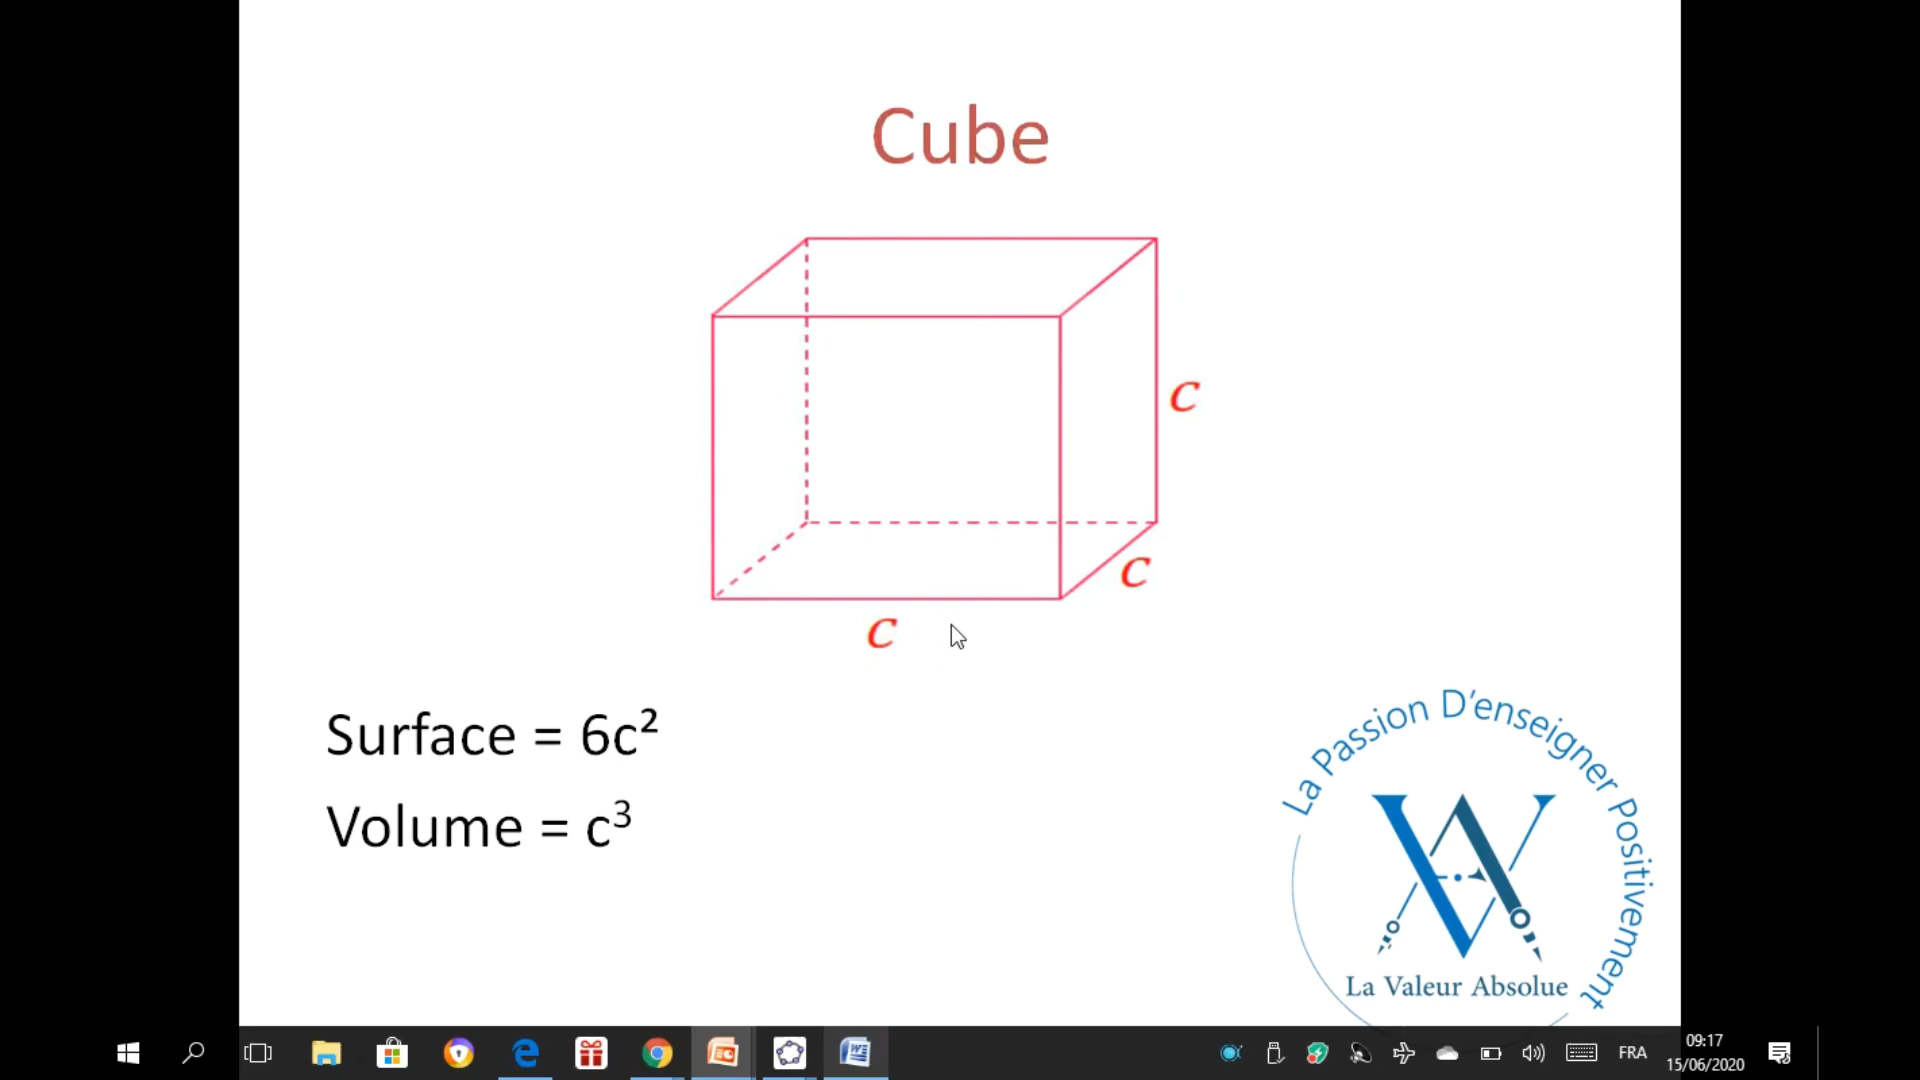 Cube
c
c
c
Surface = 6c²
Volume = c³
La Passion D'enseigner Positivement
La Valeur Absolue
FRA
09:17
15/06/2020